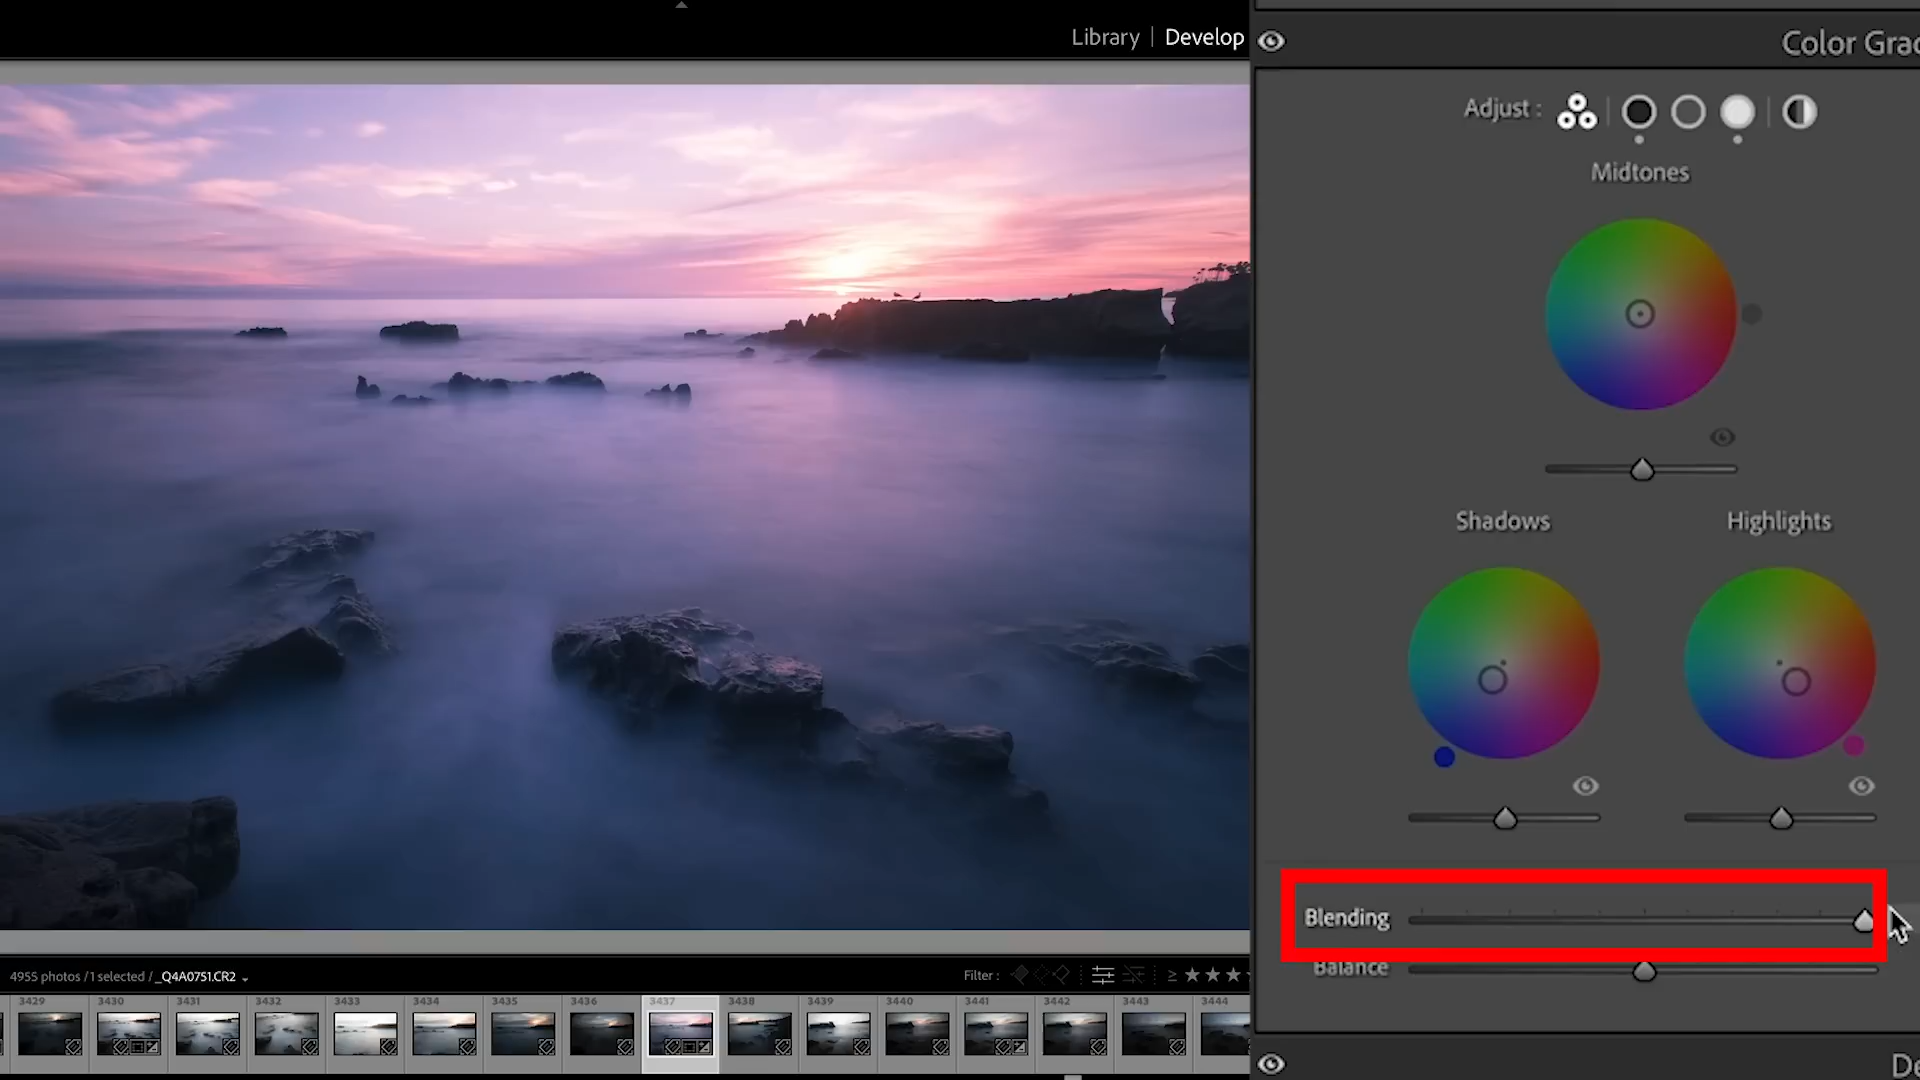 Library | Develop
Color Grad
Adjust :
Midtones
Shadows Highlights
Blending
Balance
4955 photos / 1 selected / _Q4A0751.CR2
Filter :
≥ ★ ★ ★
3429 3430 3431 3432 3433 3434 3435 3436 3437 3438 3439 3440 3441 3442 3443 3444
De